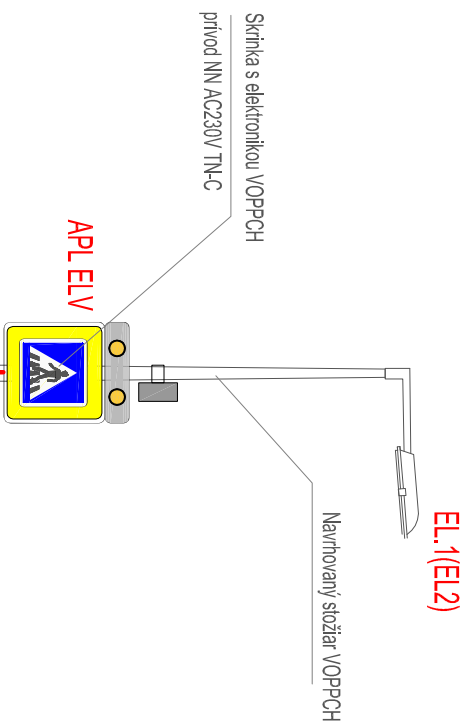 EL.1(EL2)
Navrhovaný stožiar VOPPCH
Skrinka s elektronikou VOPPCH
prívod NN AC230V TN-C
APL ELV